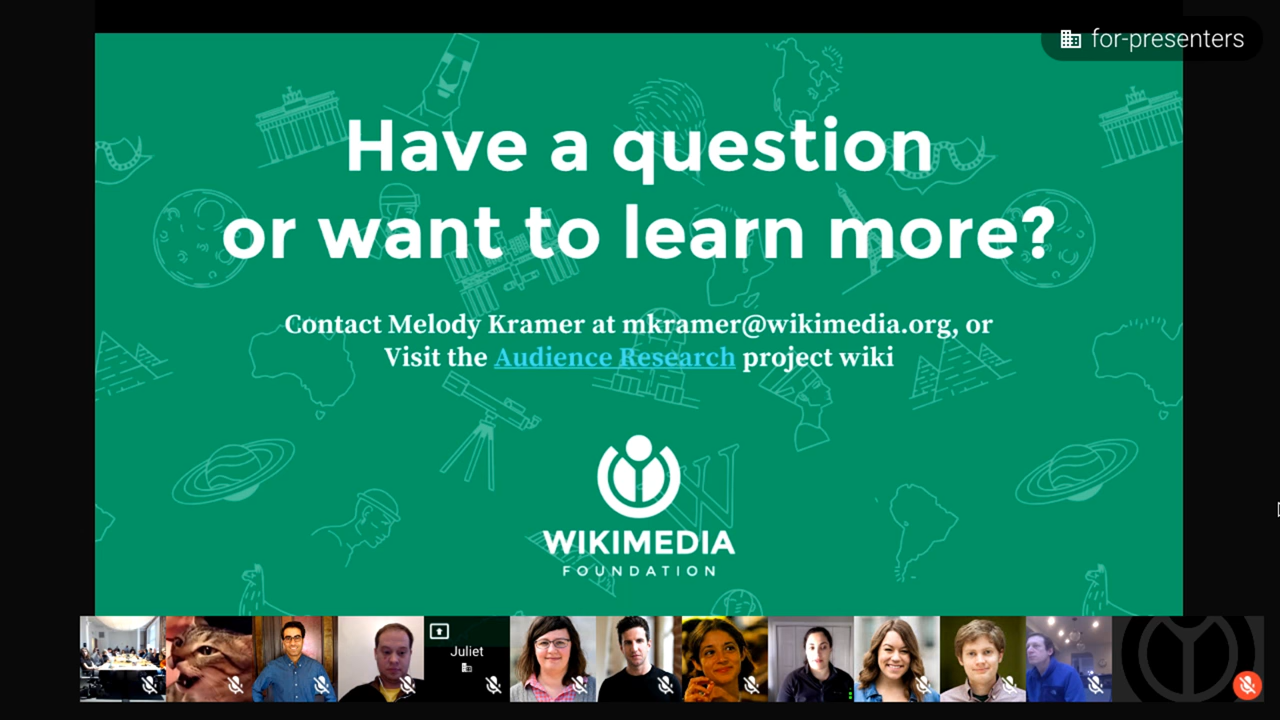 for-presenters
Have a question
or want to learn more?
Contact Melody Kramer at mkramer@wikimedia.org, or
Visit the Audience Research project wiki
W
WIKIMEDIA
FOUNDATION
Juliet